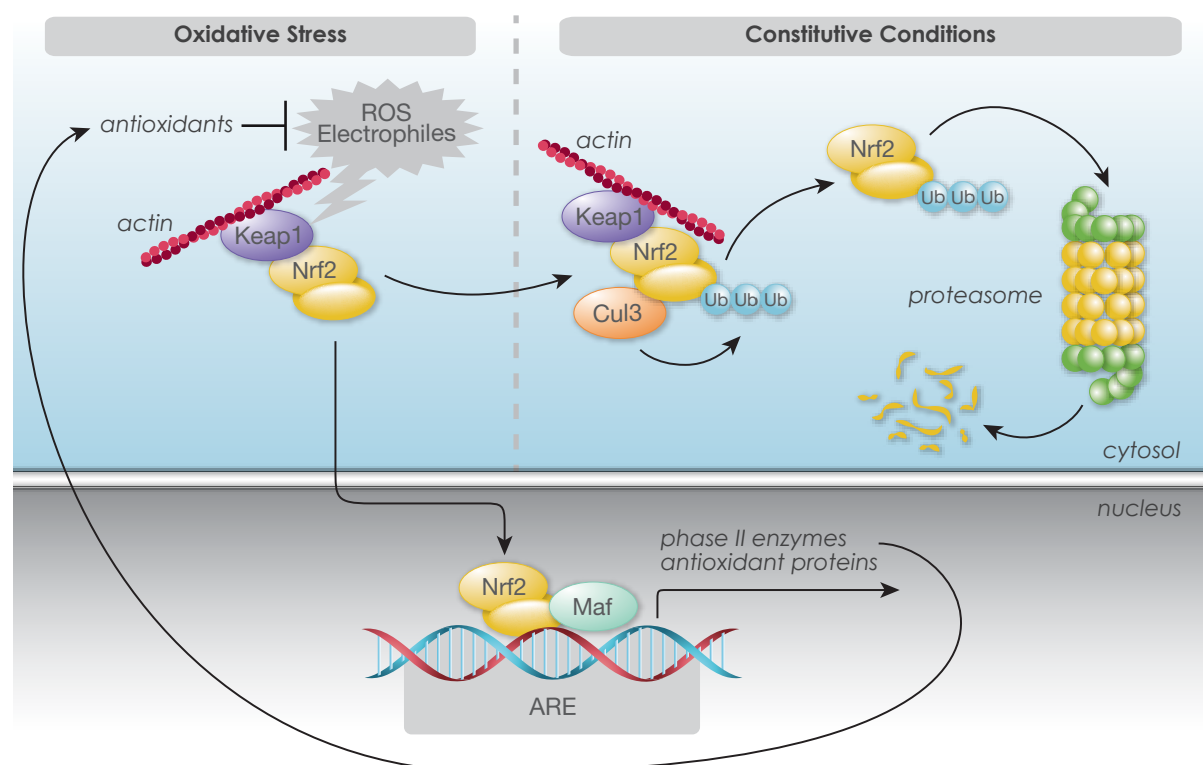 Oxidative Stress
Constitutive Conditions
antioxidants
ROS
Electrophiles
actin
Keap1
Nrf2
actin
Keap1
Nrf2
Cul3
Ub Ub Ub
Nrf2
Ub Ub Ub
proteasome
cytosol
nucleus
phase II enzymes
antioxidant proteins
Nrf2
Maf
ARE